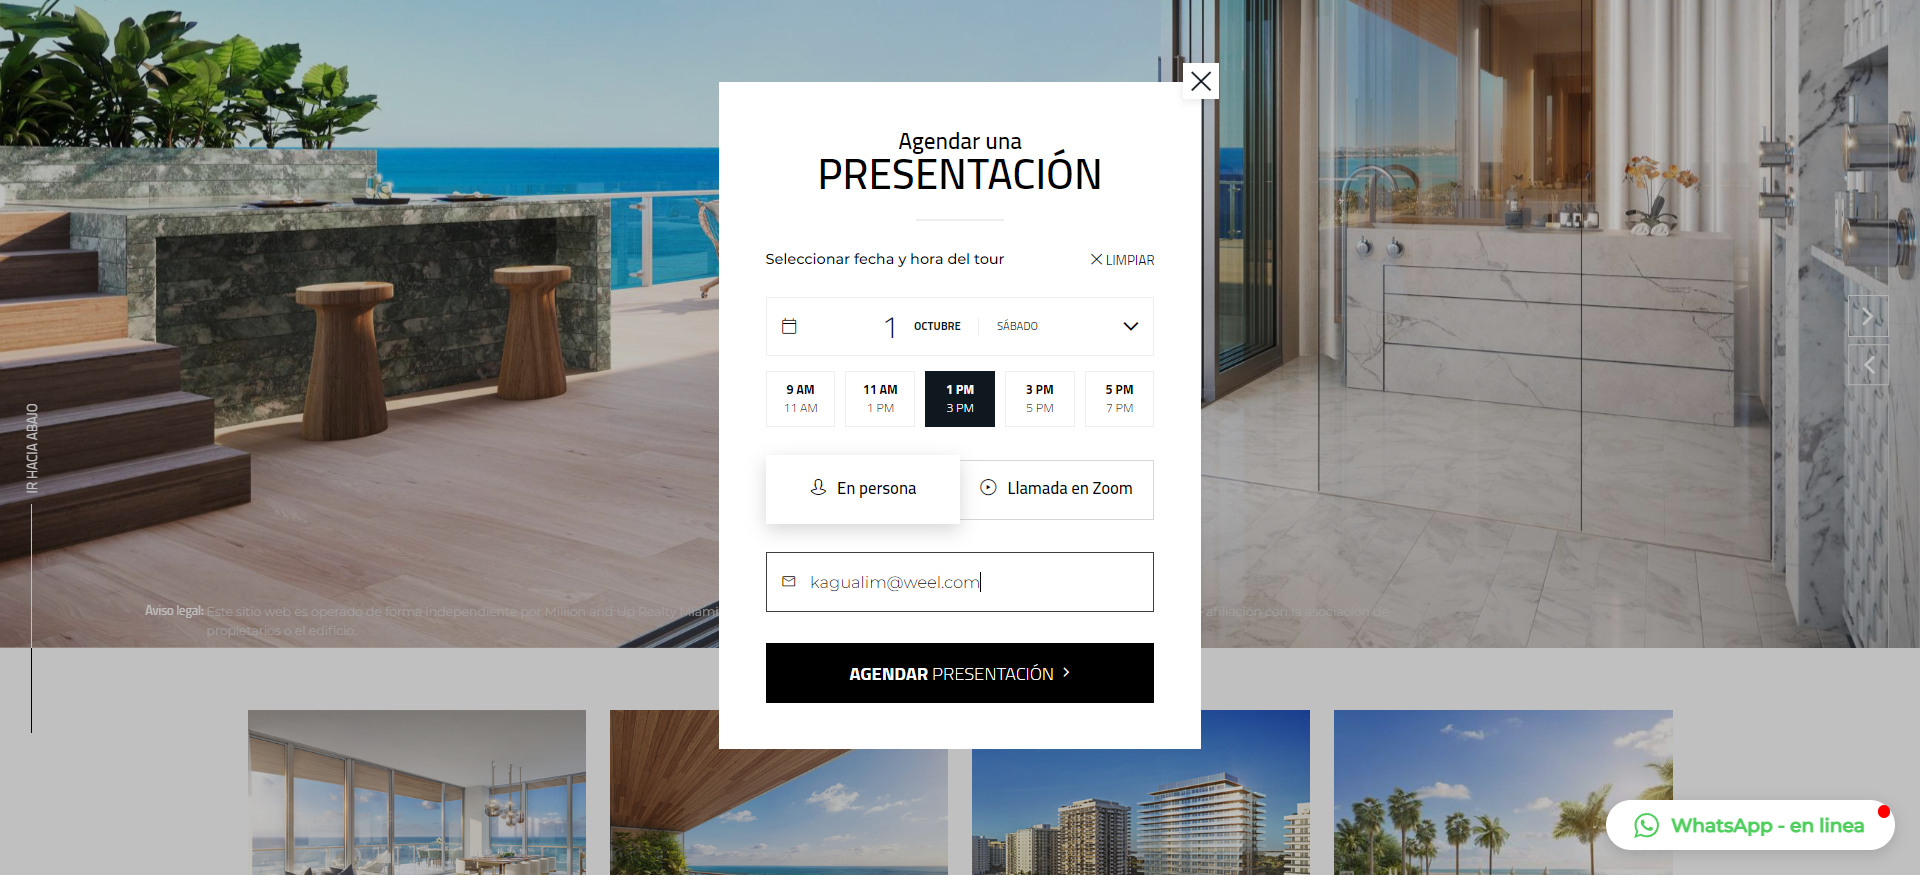 Agendar una
PRESENTACIÓN
Seleccionar fecha y hora del tour
LIMPIAR
1 OCTUBRE SÁBADO
9 AM 11 AM 1 PM 3 PM 5 PM
11 AM 1 PM 3 PM 5 PM 7 PM
En persona Llamada en Zoom
kagualim@weel.com
AGENDAR PRESENTACIÓN
IR HACIA ABAJO
Aviso legal: Este sitio web es operado de forma independiente por Million and Up Realty Miami afiliación con la asociación de
propietarios o el edificio.
WhatsApp - en linea